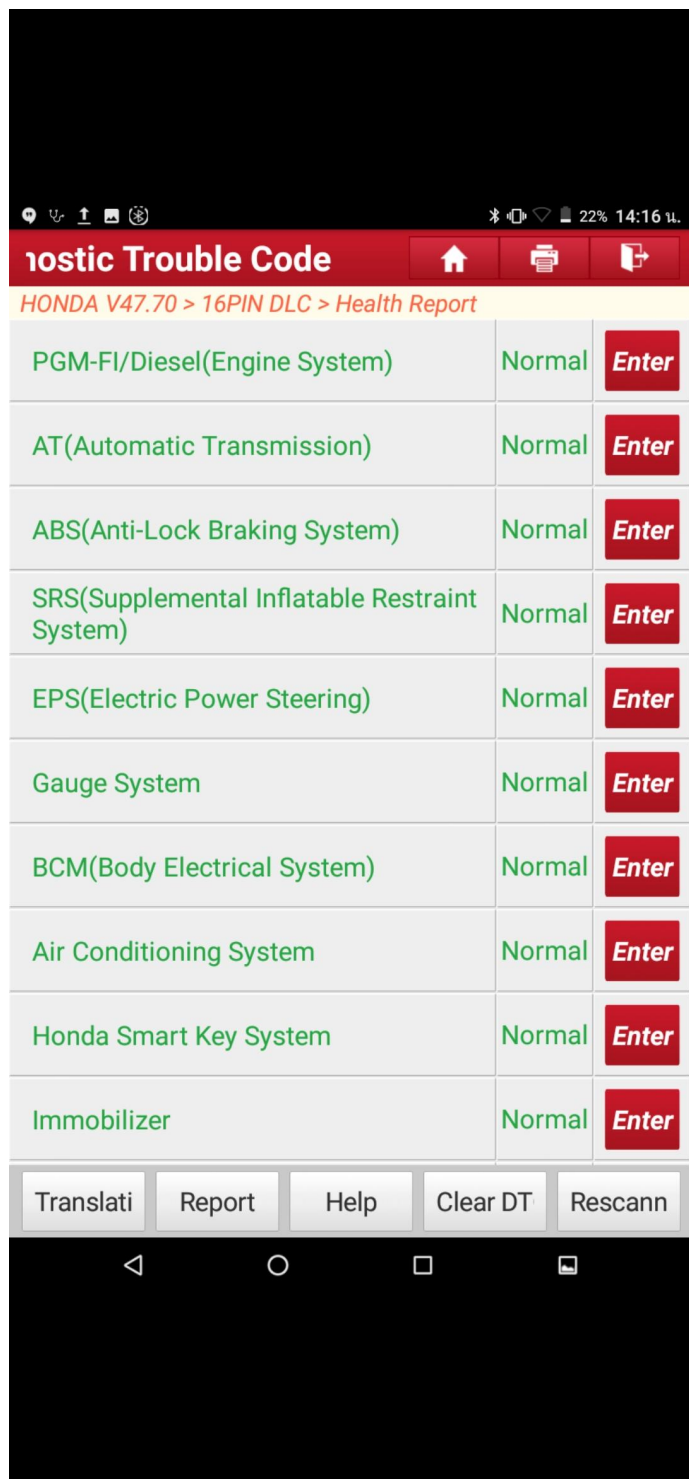 22% 14:16 น.
nostic Trouble Code
HONDA V47.70 > 16PIN DLC > Health Report
PGM-FI/Diesel(Engine System) Normal Enter
AT(Automatic Transmission) Normal Enter
ABS(Anti-Lock Braking System) Normal Enter
SRS(Supplemental Inflatable Restraint
System) Normal Enter
EPS(Electric Power Steering) Normal Enter
Gauge System Normal Enter
BCM(Body Electrical System) Normal Enter
Air Conditioning System Normal Enter
Honda Smart Key System Normal Enter
Immobilizer Normal Enter
Translati Report Help Clear DT Rescann